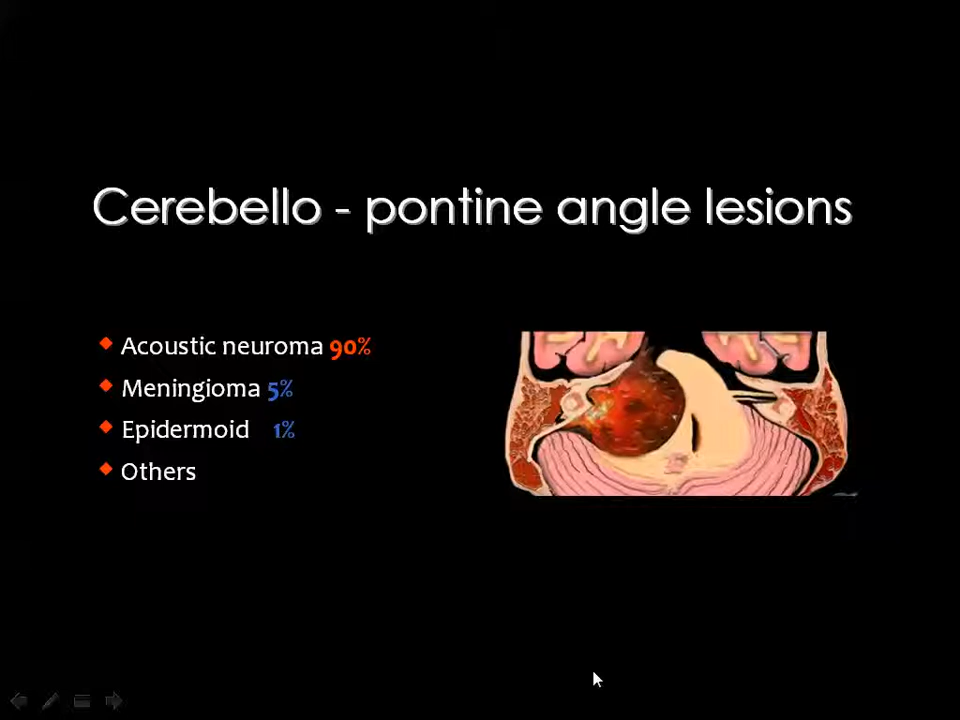 Cerebello - pontine angle lesions
Acoustic neuroma 90%
Meningioma 5%
Epidermoid 1%
Others